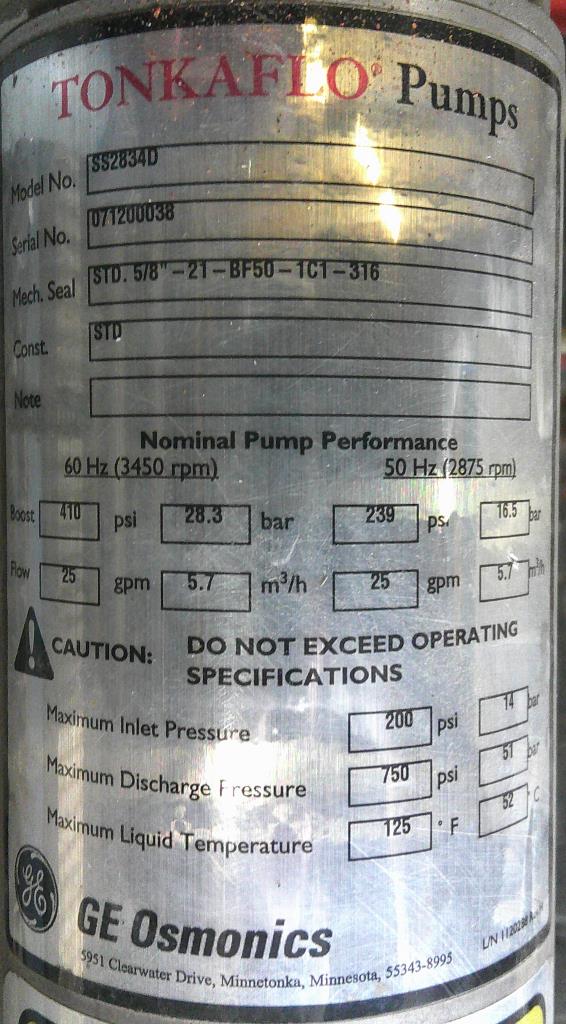 TONKAFLO® Pumps
Model No. SS2834D
Serial No. 071200038
Mech. Seal STD. 5/8"-21-BF50-1C1-316
Const. STD
Note
Nominal Pump Performance
60 Hz (3450 rpm) 50 Hz (2875 rpm)
Boost 410 psi 28.3 bar 239 psi 16.5 bar
Flow 25 gpm 5.7 m³/h 25 gpm 5.7 m³/h
CAUTION: DO NOT EXCEED OPERATING
SPECIFICATIONS
Maximum Inlet Pressure 200 psi 14 bar
Maximum Discharge Pressure 750 psi 51 bar
Maximum Liquid Temperature 125 °F 52 °C
GE
GE Osmonics
5951 Clearwater Drive, Minnetonka, Minnesota, 55343-8995
L/N